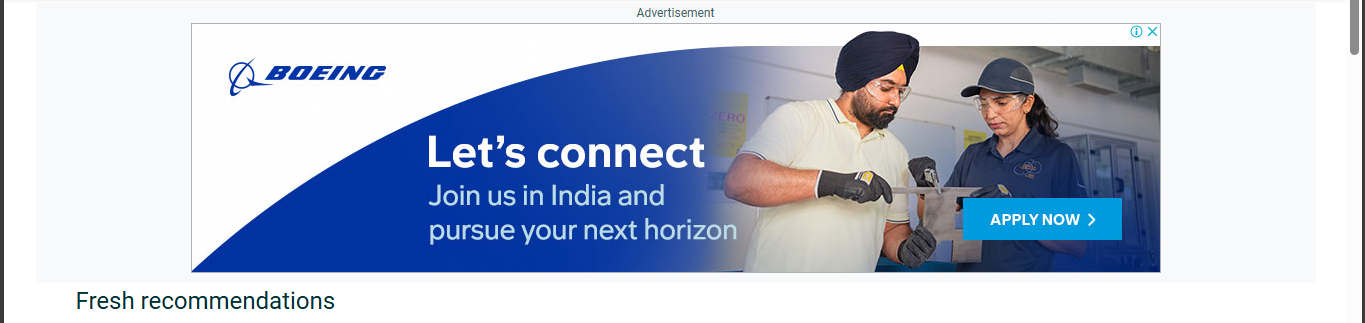 Advertisement
BOEING
ZERO
Let's connect
Join us in India and
pursue your next horizon
APPLY NOW
Fresh recommendations